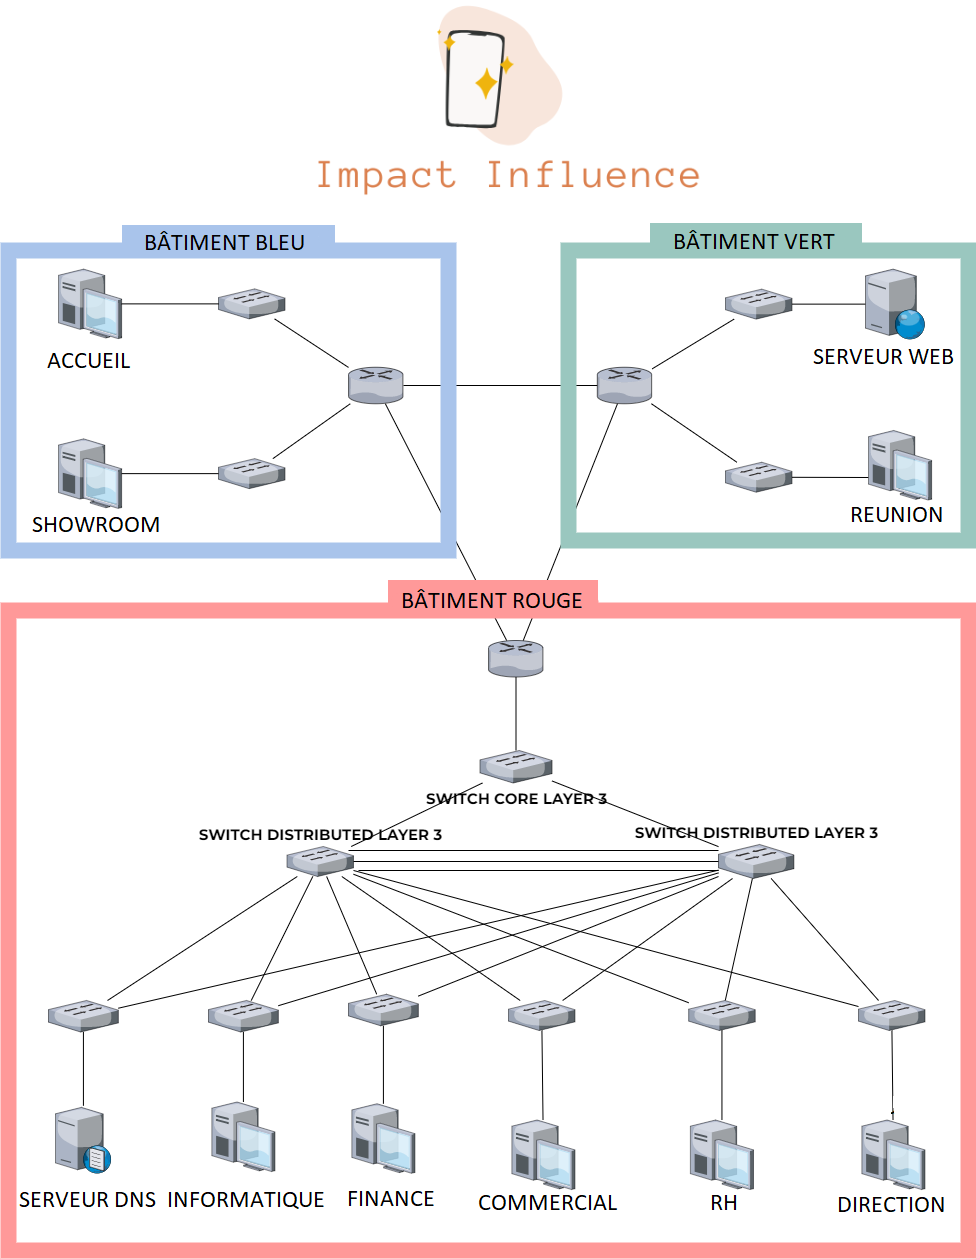 Impact Influence
BÂTIMENT BLEU
BÂTIMENT VERT
ACCUEIL
SERVEUR WEB
SHOWROOM
REUNION
BÂTIMENT ROUGE
SWITCH CORE LAYER 3
SWITCH DISTRIBUTED LAYER 3
SWITCH DISTRIBUTED LAYER 3
SERVEUR DNS
INFORMATIQUE
FINANCE
COMMERCIAL
RH
DIRECTION